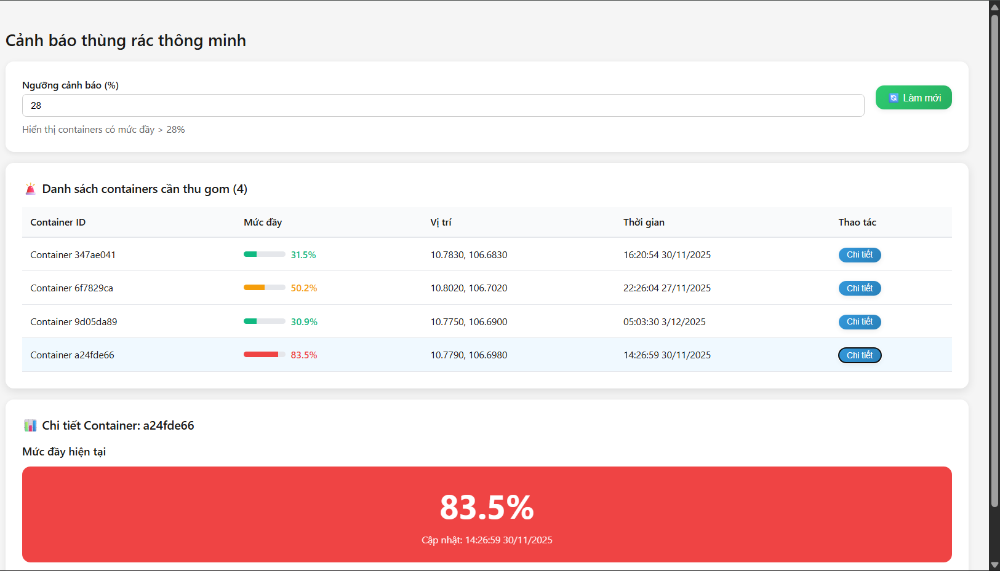 Cảnh báo thùng rác thông minh
Ngưỡng cảnh báo (%)
28
Làm mới
Hiển thị containers có mức đầy > 28%
Danh sách containers cần thu gom (4)
Container ID Mức đầy Vị trí Thời gian Thao tác
Container 347ae041 31.5% 10.7830, 106.6830 16:20:54 30/11/2025 Chi tiết
Container 6f7829ca 50.2% 10.8020, 106.7020 22:26:04 27/11/2025 Chi tiết
Container 9d05da89 30.9% 10.7750, 106.6900 05:03:30 3/12/2025 Chi tiết
Container a24fde66 83.5% 10.7790, 106.6980 14:26:59 30/11/2025 Chi tiết
Chi tiết Container: a24fde66
Mức đầy hiện tại
83.5%
Cập nhật: 14:26:59 30/11/2025